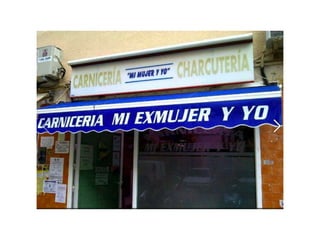 CARNICERÍA "MI MUJER Y YO" CHARCUTERÍA
CARNICERIA MI EXMUJER Y YO